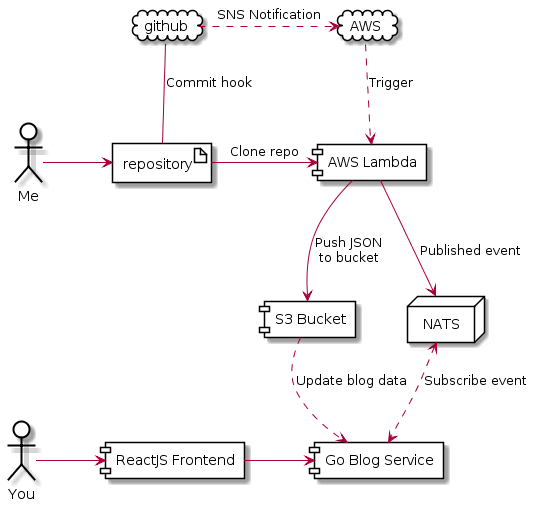 SNS Notification
github
AWS
Commit hook
Trigger
Me
repository
Clone repo
AWS Lambda
Push JSON
to bucket
Published event
S3 Bucket
NATS
Update blog data
Subscribe event
You
ReactJS Frontend
Go Blog Service